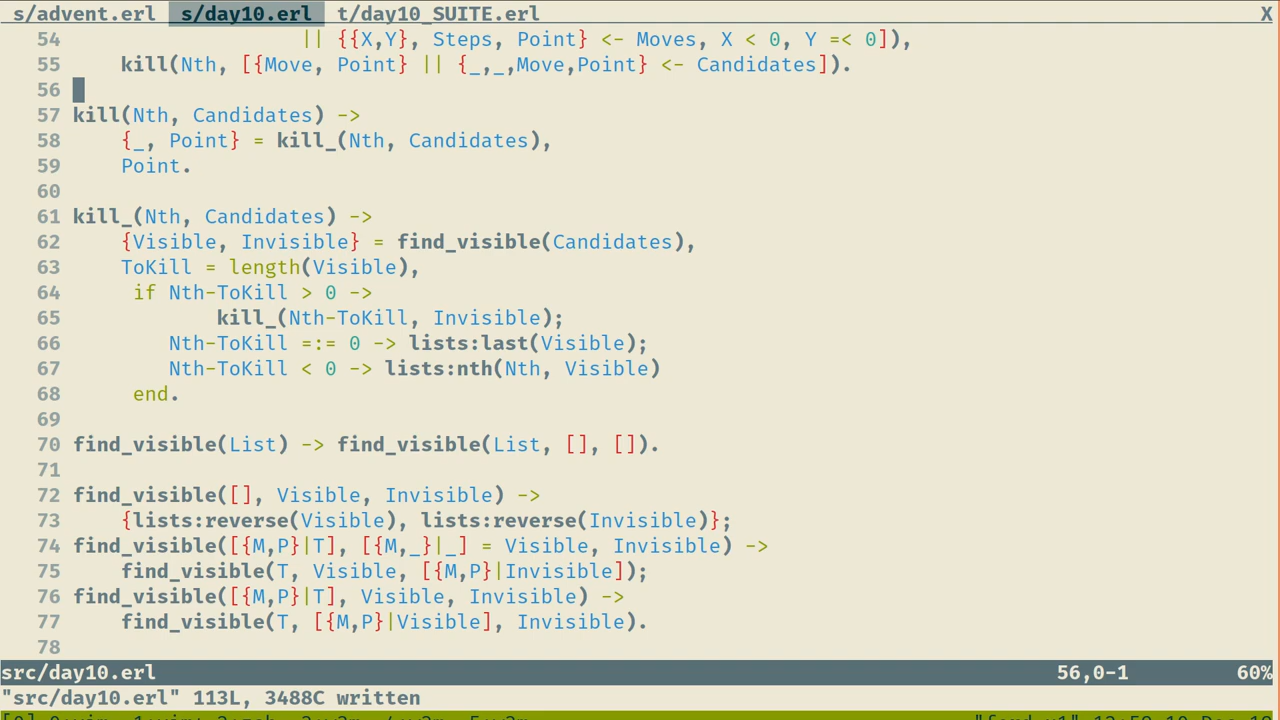 s/advent.erl s/day10.erl t/day10_SUITE.erl X
54 || {{X,Y}, Steps, Point} <- Moves, X < 0, Y =< 0]),
55 kill(Nth, [{Move, Point} || {_,_,Move,Point} <- Candidates]).
56
57 kill(Nth, Candidates) ->
58 {_, Point} = kill_(Nth, Candidates),
59 Point.
60
61 kill_(Nth, Candidates) ->
62 {Visible, Invisible} = find_visible(Candidates),
63 ToKill = length(Visible),
64 if Nth-ToKill > 0 ->
65 kill_(Nth-ToKill, Invisible);
66 Nth-ToKill =:= 0 -> lists:last(Visible);
67 Nth-ToKill < 0 -> lists:nth(Nth, Visible)
68 end.
69
70 find_visible(List) -> find_visible(List, [], []).
71
72 find_visible([], Visible, Invisible) ->
73 {lists:reverse(Visible), lists:reverse(Invisible)};
74 find_visible([{M,P}|T], [{M,_}|_] = Visible, Invisible) ->
75 find_visible(T, Visible, [{M,P}|Invisible]);
76 find_visible([{M,P}|T], Visible, Invisible) ->
77 find_visible(T, [{M,P}|Visible], Invisible).
78
src/day10.erl 56,0-1 60%
"src/day10.erl" 113L, 3488C written